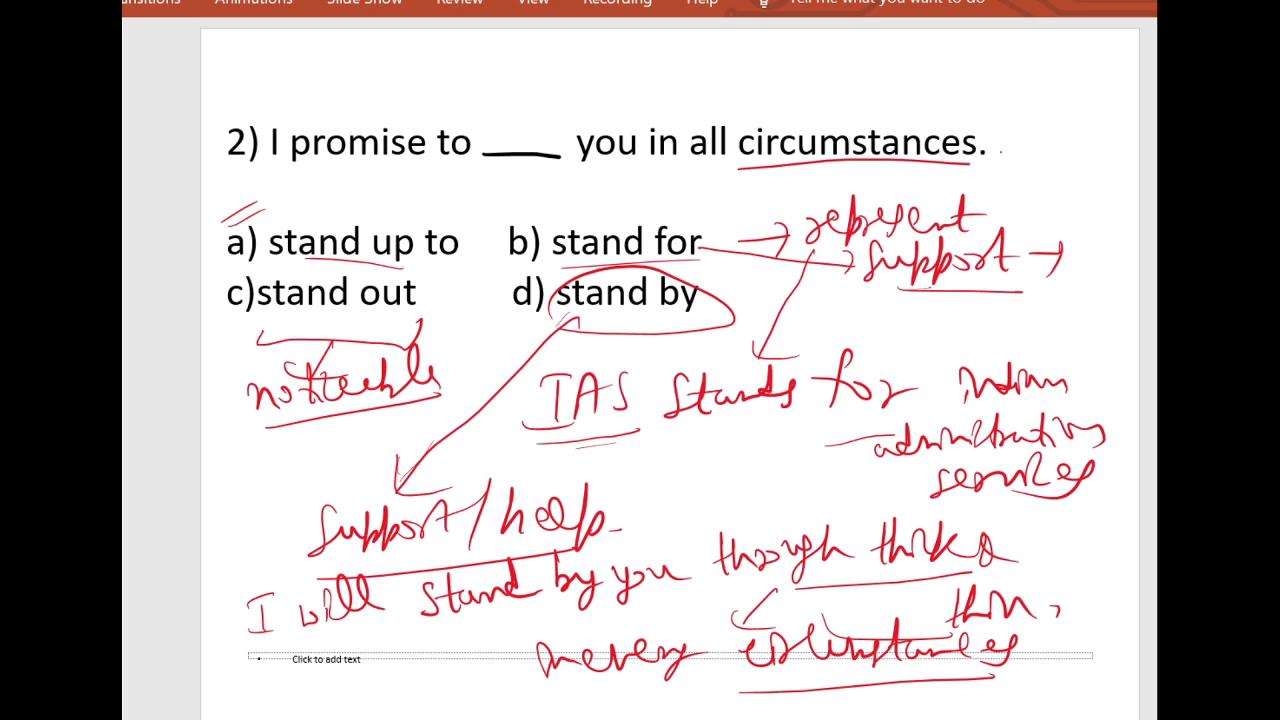 Animations Slide Show Review View Recording Help Tell me what you want to do
2) I promise to ____ you in all circumstances.
a) stand up to b) stand for
c)stand out d) stand by
→ represent
→ support →
noticeable
IAS stands for Indian
administrative
services
support/help
I will stand by you through thick &
thin,
in every circumstances
• Click to add text